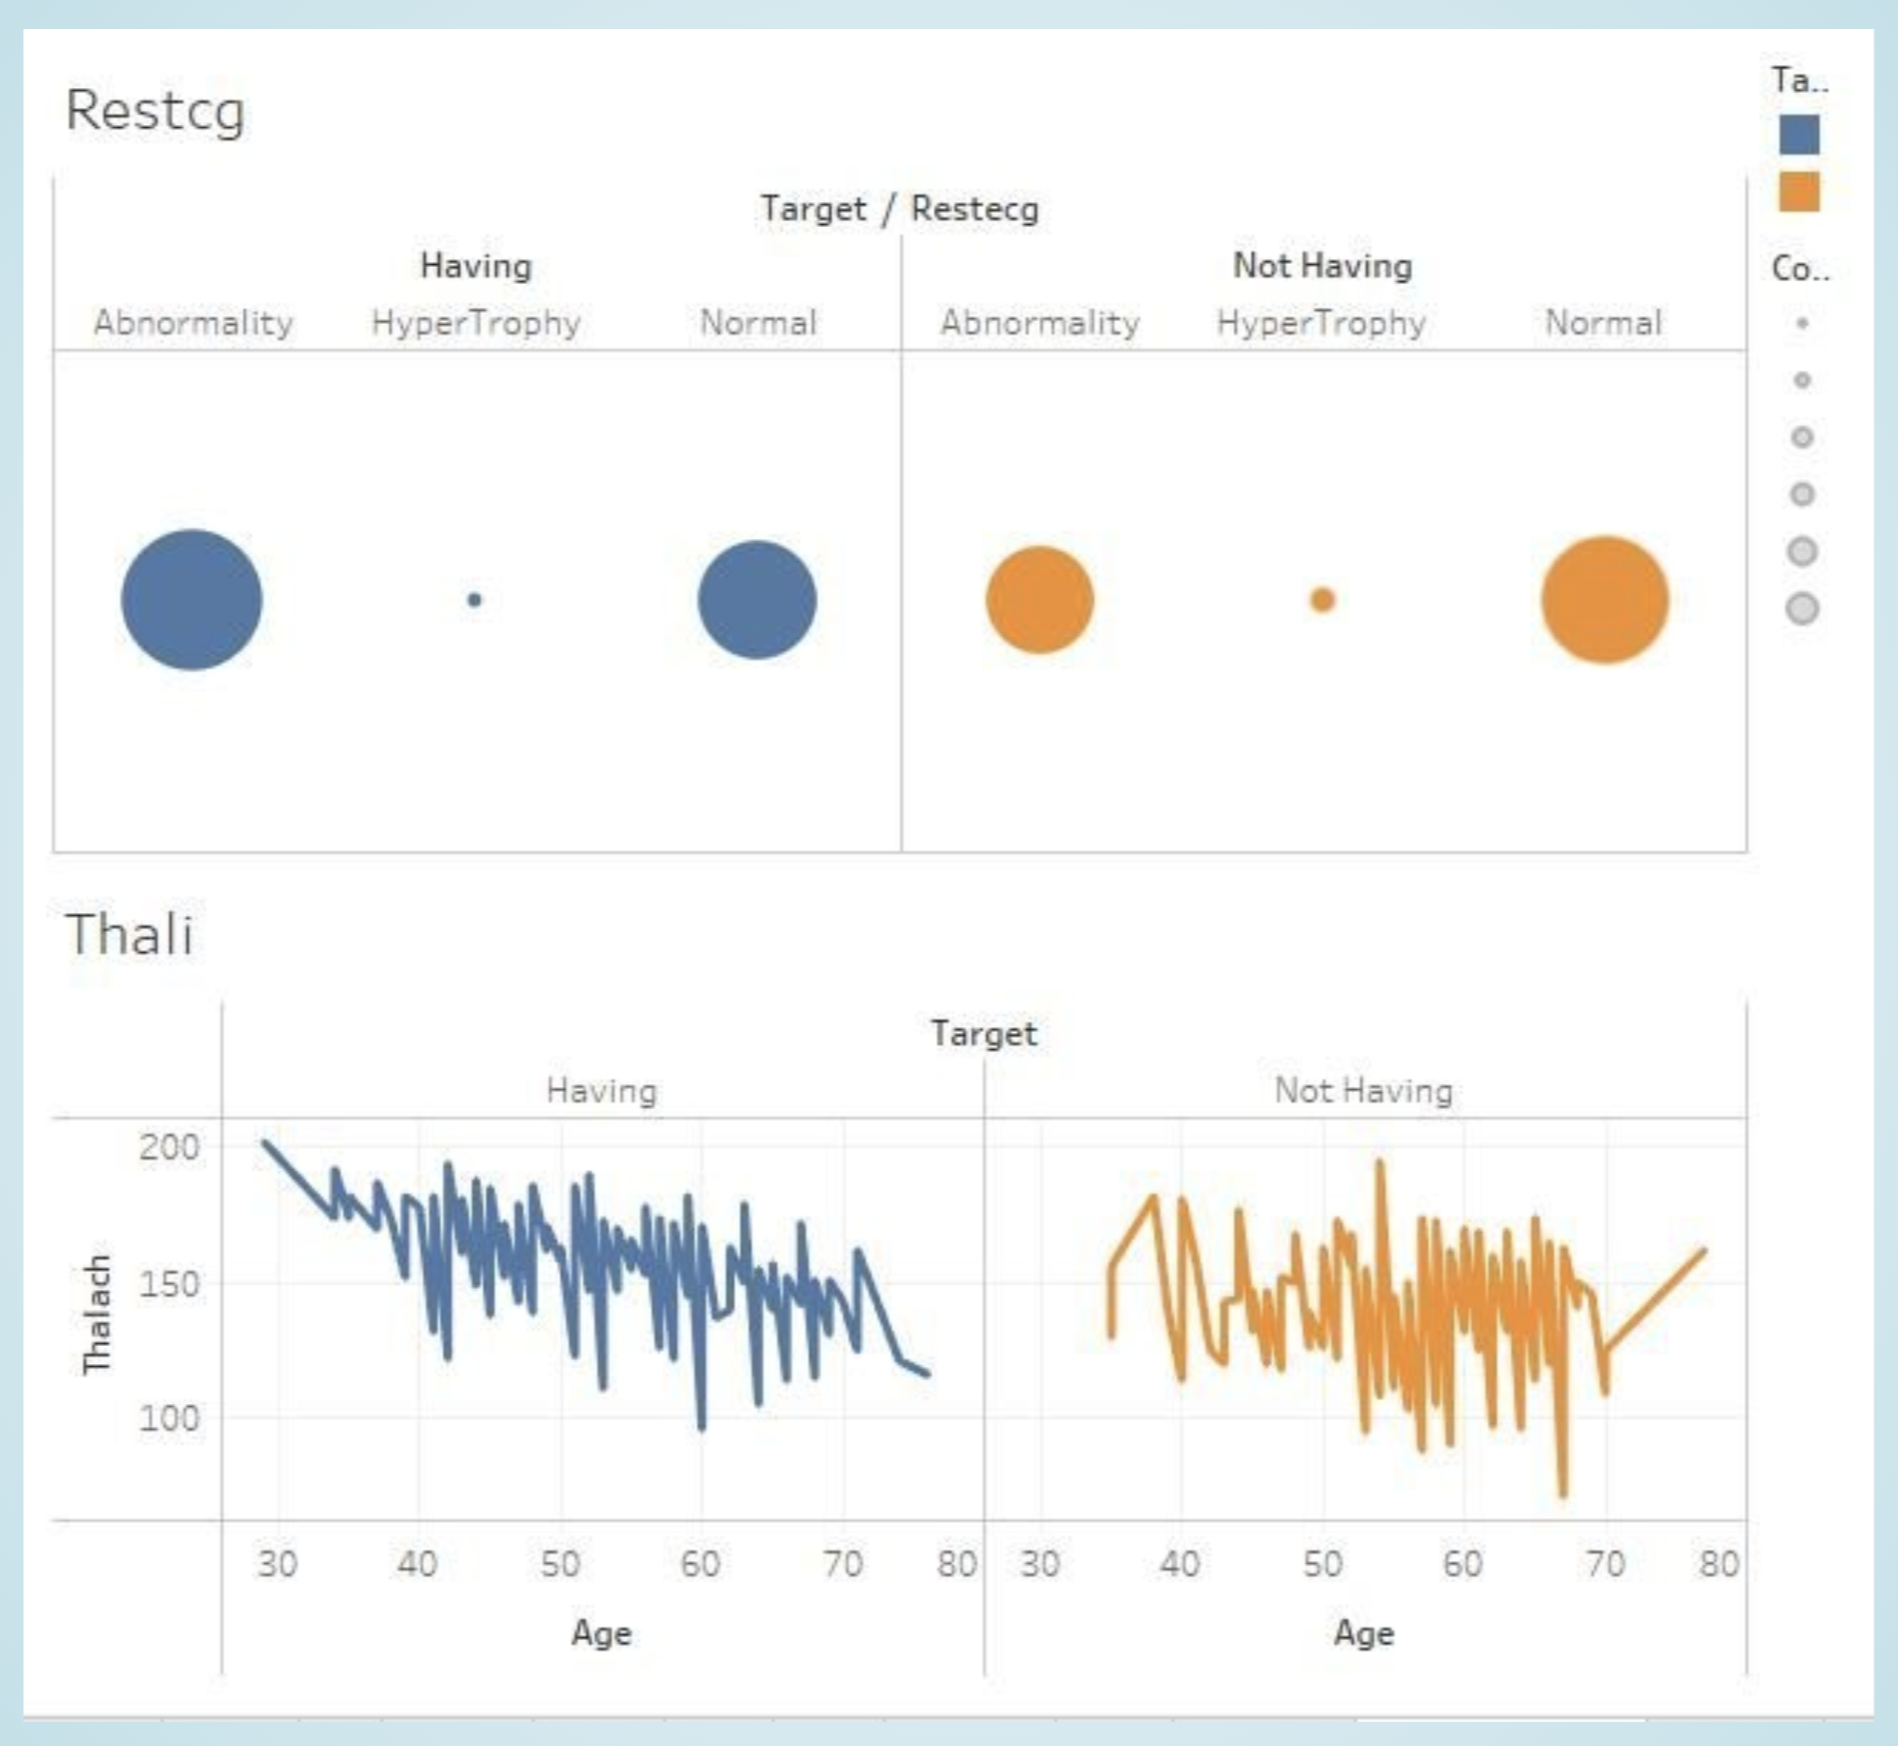 Restcg
Ta..
Target / Restecg
Having Not Having
Co..
Abnormality HyperTrophy Normal Abnormality HyperTrophy Normal
Thali
Target
Having Not Having
Thalach
200
150
100
30 40 50 60 70 80 30 40 50 60 70 80
Age Age